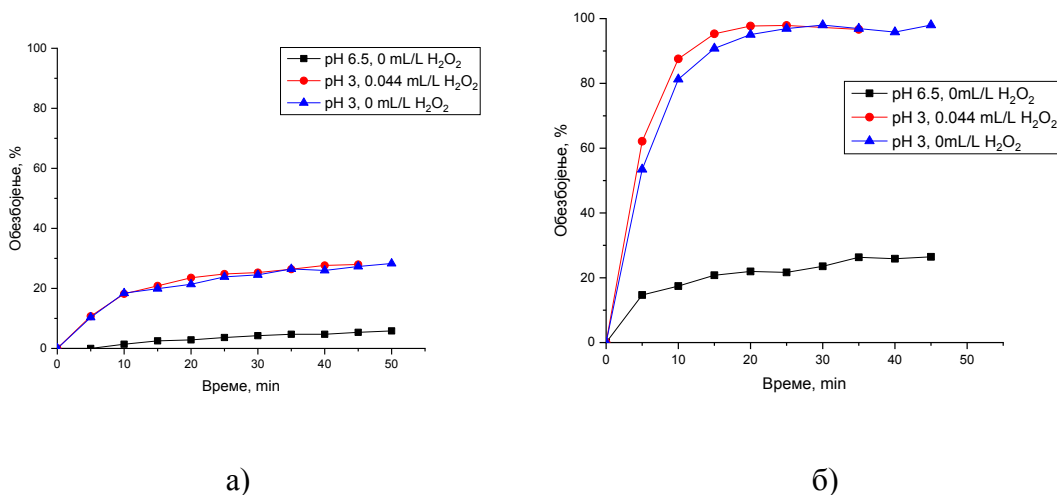 100
80
60
40
20
0
Обезбојење, %
pH 6.5, 0 mL/L H₂O₂
pH 3, 0.044 mL/L H₂O₂
pH 3, 0 mL/L H₂O₂
0 10 20 30 40 50
Време, min
а)
100
80
60
40
20
0
Обезбојење, %
pH 6.5, 0mL/L H₂O₂
pH 3, 0.044 mL/L H₂O₂
pH 3, 0mL/L H₂O₂
0 10 20 30 40 50
Време, min
б)